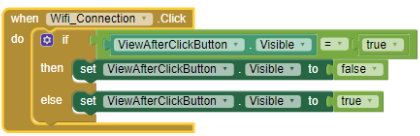 when Wifi_Connection .Click
do if ViewAfterClickButton . Visible = true
then set ViewAfterClickButton . Visible to false
else set ViewAfterClickButton . Visible to true